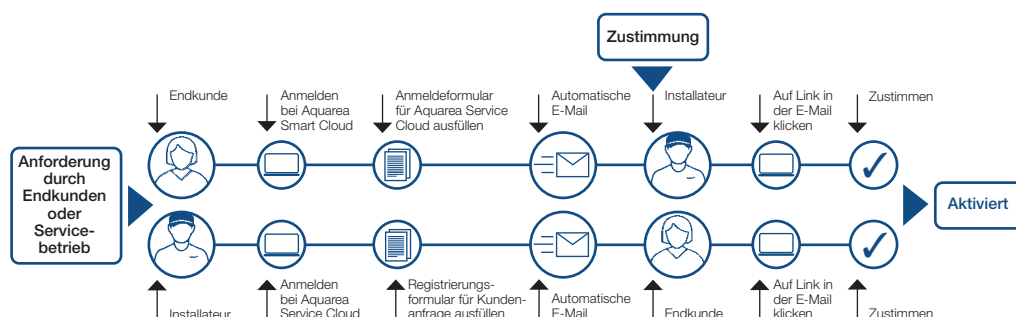 Zustimmung
Endkunde
Anmelden
bei Aquarea
Smart Cloud
Anmeldeformular
für Aquarea Service
Cloud ausfüllen
Automatische
E-Mail
Installateur
Auf Link in
der E-Mail
klicken
Zustimmen
Anforderung
durch
Endkunden
oder
Service-
betrieb
Aktiviert
Installateur
Anmelden
bei Aquarea
Service Cloud
Registrierungs-
formular für Kunden-
anfrage ausfüllen
Automatische
E-Mail
Endkunde
Auf Link in
der E-Mail
klicken
Zustimmen